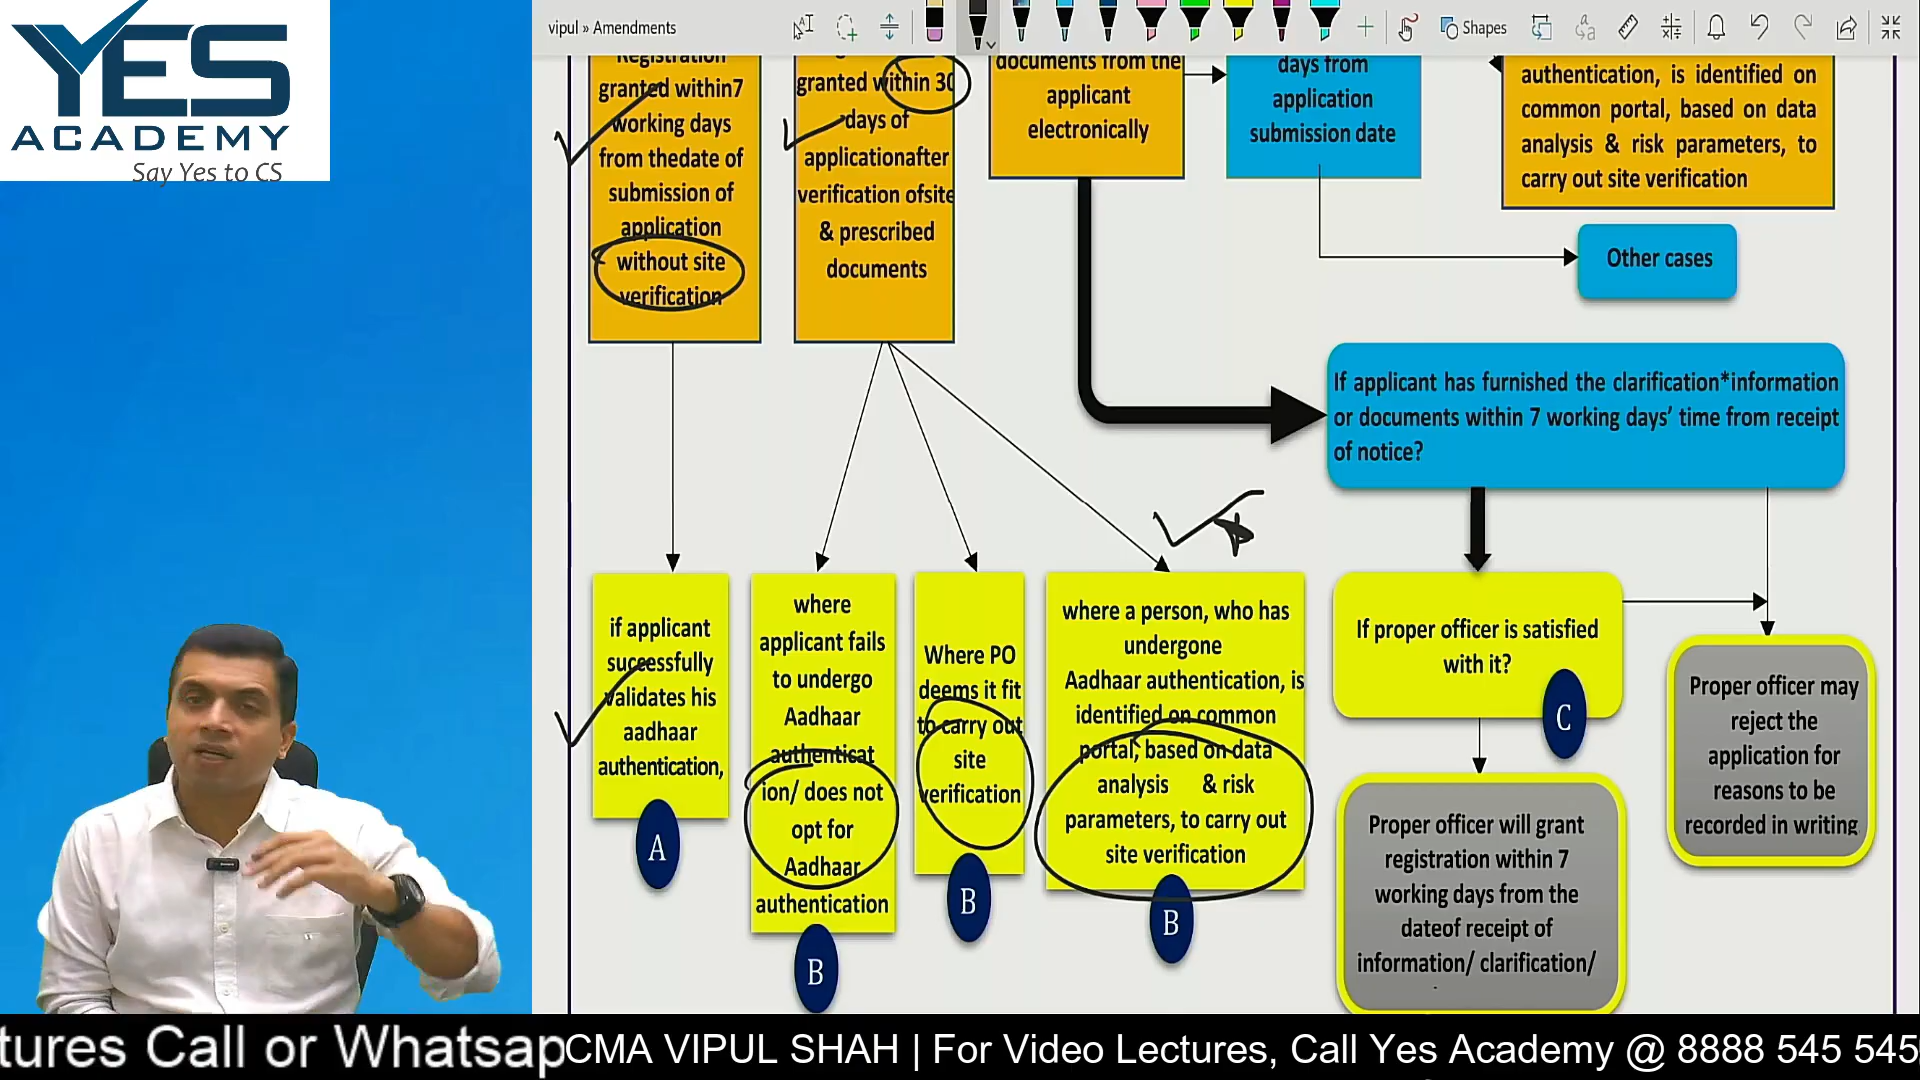 YES
ACADEMY
Say Yes to CS
vipul » Amendments
Shapes
Registration
granted within7
working days
from thedate of
submission of
application
without site
verification
granted within 30
days of
applicationafter
verification ofsite
& prescribed
documents
documents from the
applicant
electronically
days from
application
submission date
authentication, is identified on
common portal, based on data
analysis & risk parameters, to
carry out site verification
Other cases
If applicant has furnished the clarification*information
or documents within 7 working days’ time from receipt
of notice?
if applicant
successfully
validates his
aadhaar
authentication,
A
where
applicant fails
to undergo
Aadhaar
authenticat
ion/ does not
opt for
Aadhaar
authentication
B
Where PO
deems it fit
to carry out
site
verification
B
where a person, who has
undergone
Aadhaar authentication, is
identified on common
portal, based on data
analysis & risk
parameters, to carry out
site verification
B
If proper officer is satisfied
with it?
C
Proper officer may
reject the
application for
reasons to be
recorded in writing
Proper officer will grant
registration within 7
working days from the
dateof receipt of
information/ clarification/
tures Call or Whatsap
CMA VIPUL SHAH | For Video Lectures, Call Yes Academy @ 8888 545 545